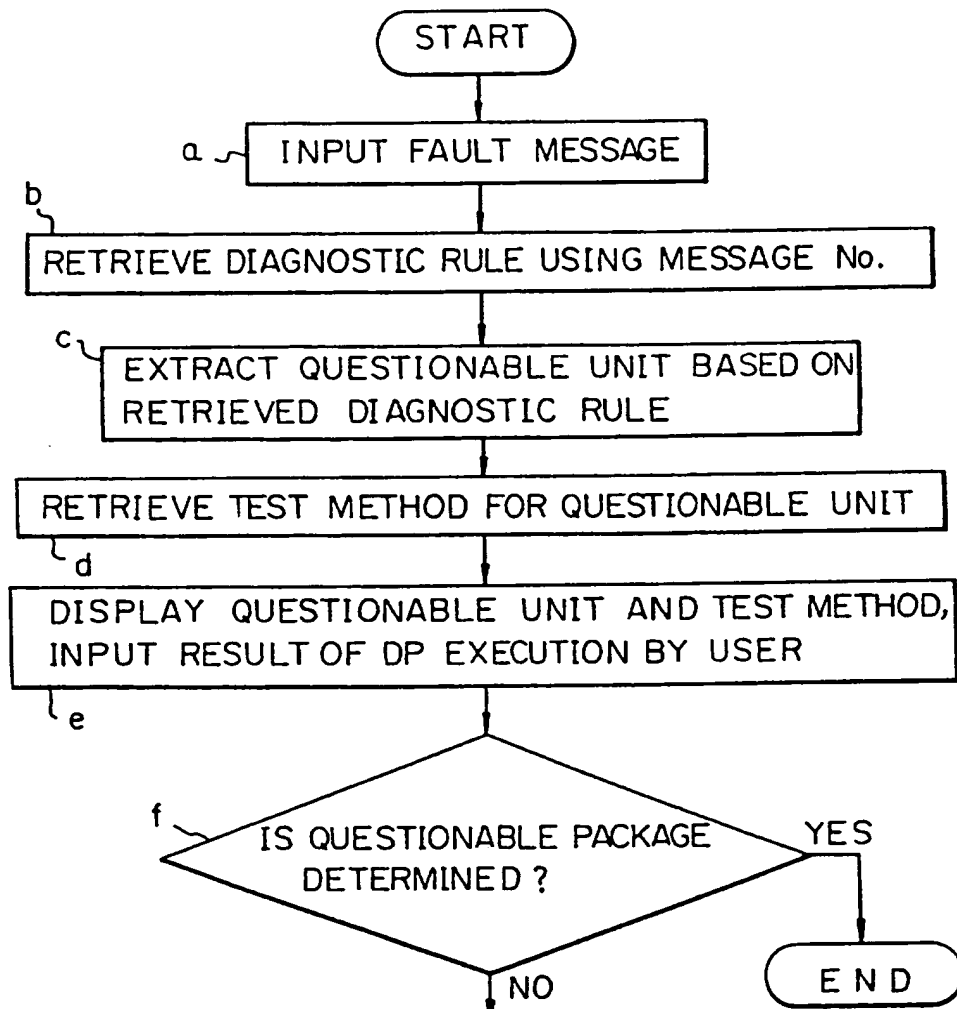 START
a
INPUT FAULT MESSAGE
b
RETRIEVE DIAGNOSTIC RULE USING MESSAGE No.
c
EXTRACT QUESTIONABLE UNIT BASED ON
RETRIEVED DIAGNOSTIC RULE
RETRIEVE TEST METHOD FOR QUESTIONABLE UNIT
d
DISPLAY QUESTIONABLE UNIT AND TEST METHOD,
INPUT RESULT OF DP EXECUTION BY USER
e
f
IS QUESTIONABLE PACKAGE
DETERMINED ?
YES
NO
END